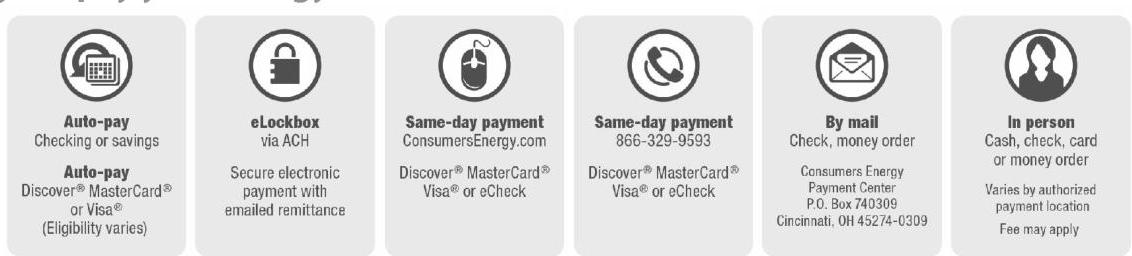 Auto-pay
Checking or savings
Auto-pay
Discover® MasterCard®
or Visa®
(Eligibility varies)
eLockbox
via ACH
Secure electronic
payment with
emailed remittance
Same-day payment
ConsumersEnergy.com
Discover® MasterCard®
Visa® or eCheck
Same-day payment
866-329-9593
Discover® MasterCard®
Visa® or eCheck
By mail
Check, money order
Consumers Energy
Payment Center
P.O. Box 740309
Cincinnati, OH 45274-0309
In person
Cash, check, card
or money order
Varies by authorized
payment location
Fee may apply